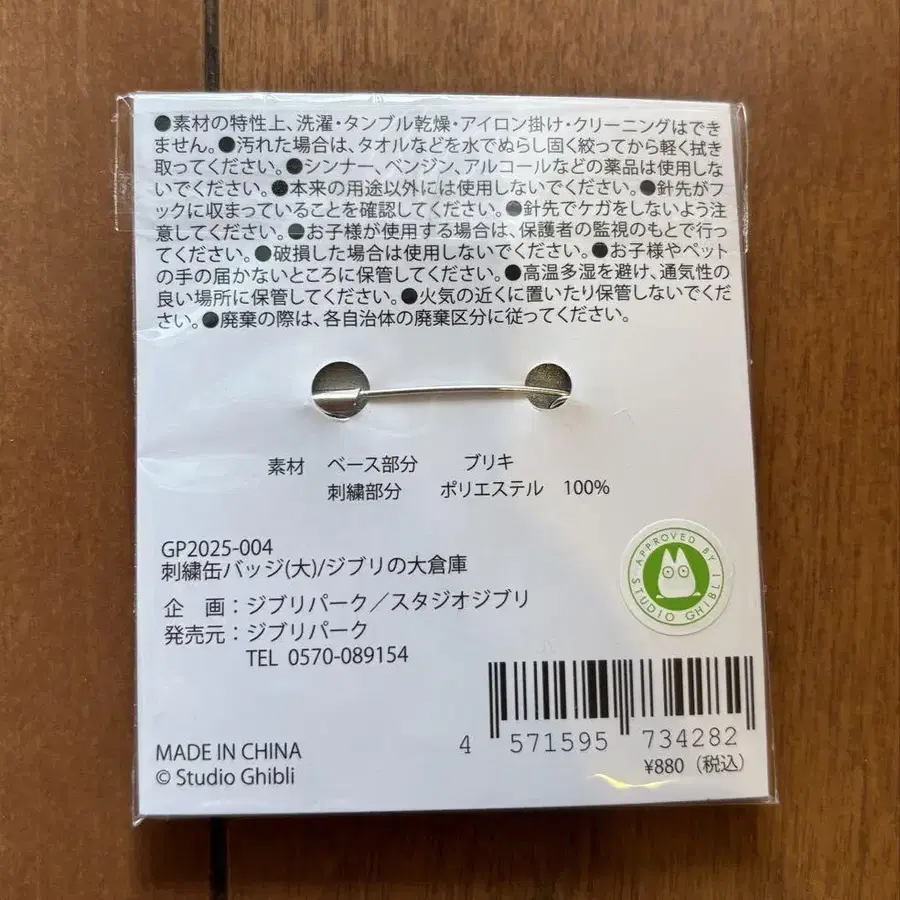 ●素材の特性上、洗濯・タンブル乾燥・アイロン掛け・クリーニングはでき
ません。●汚れた場合は、タオルなどを水でぬらし固く絞ってから軽く拭き
取ってください。●シンナー、ベンジン、アルコールなどの薬品は使用しな
いでください。●本来の用途以外には使用しないでください。●針先がフ
ックに収まっていることを確認してください。●針先でケガをしないよう注
意してください。●お子様が使用する場合は、保護者の監視のもとで行っ
てください。●破損した場合は使用しないでください。●お子様やペット
の手の届かないところに保管してください。●高温多湿を避け、通気性の
良い場所に保管してください。●火気の近くに置いたり保管しないでくだ
さい。●廃棄の際は、各自治体の廃棄区分に従ってください。
素材 ベース部分 ブリキ
刺繍部分 ポリエステル 100%
GP2025-004
刺繍缶バッジ(大)/ジブリの大倉庫
企 画：ジブリパーク／スタジオジブリ
発売元：ジブリパーク
TEL 0570-089154
APPROVED BY
STUDIO GHIBLI
4 571595 734282
¥880（税込）
MADE IN CHINA
© Studio Ghibli